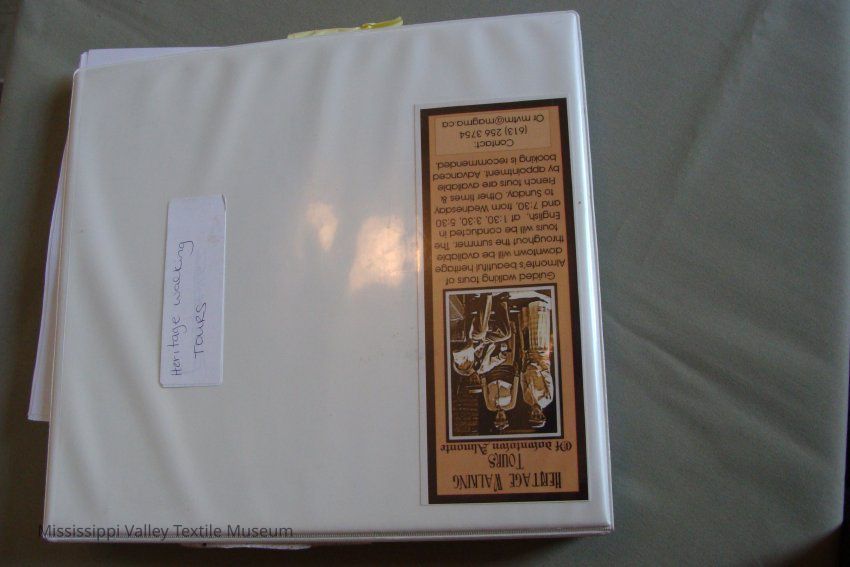 HERITAGE WALKING
TOURS
Of downtown Almonte
Guided walking tours of
Almonte's beautiful heritage
downtown will be available
throughout the summer. The
tours will be conducted in
English, at 1:30, 3:30, 5:30
and 7:30, from Wednesday
to Sunday. Other times &
French tours are available
by appointment. Advanced
booking is recommended.
Contact:
(613) 256 3754
Or mvtm@magma.ca
Heritage walking
TOURS
Mississippi Valley Textile Museum